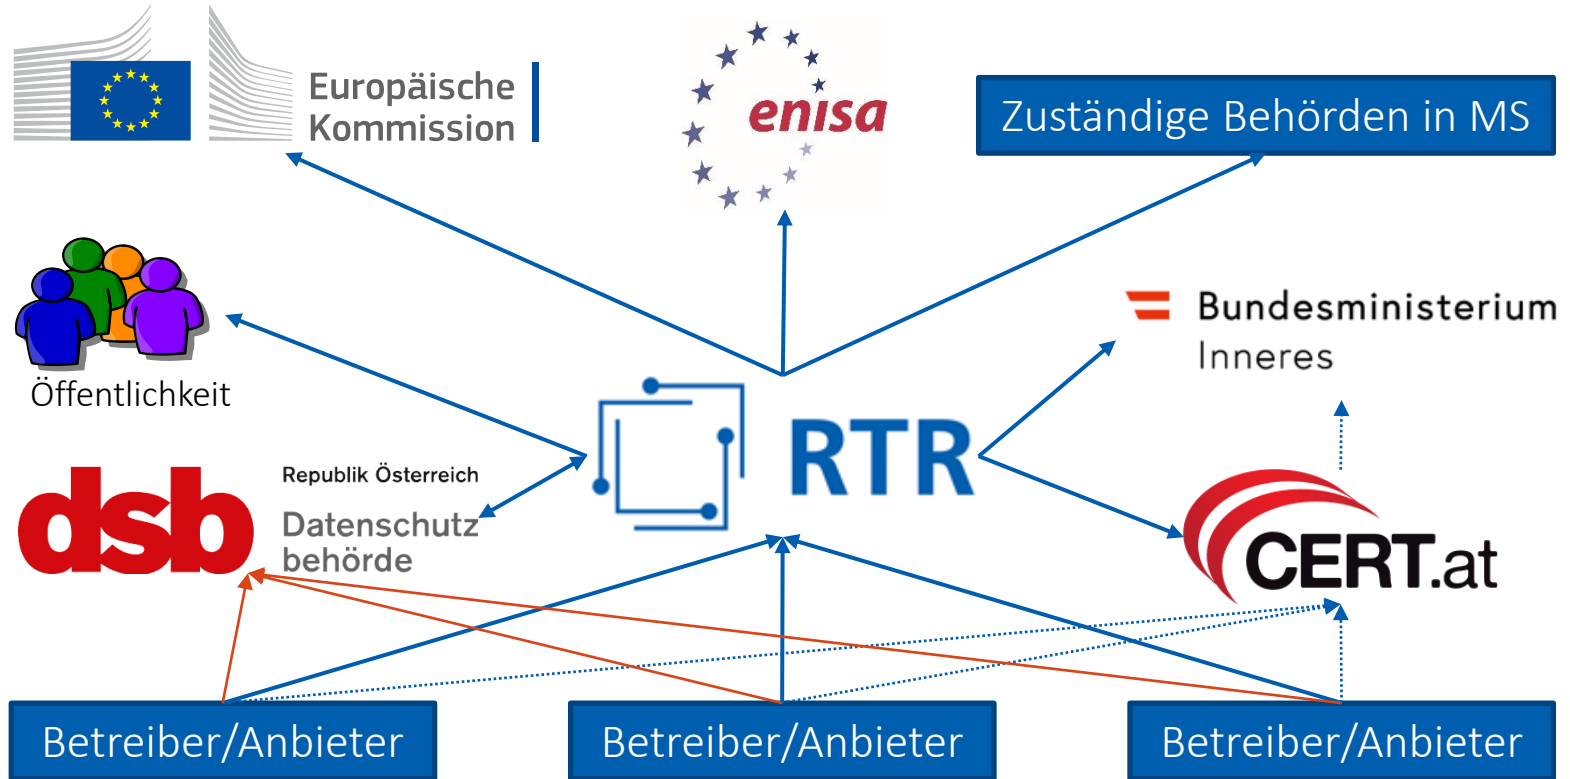 Europäische
Kommission
enisa
Zuständige Behörden in MS
Öffentlichkeit
Bundesministerium
Inneres
dsb
Republik Österreich
Datenschutz
behörde
RTR
CERT.at
Betreiber/Anbieter
Betreiber/Anbieter
Betreiber/Anbieter